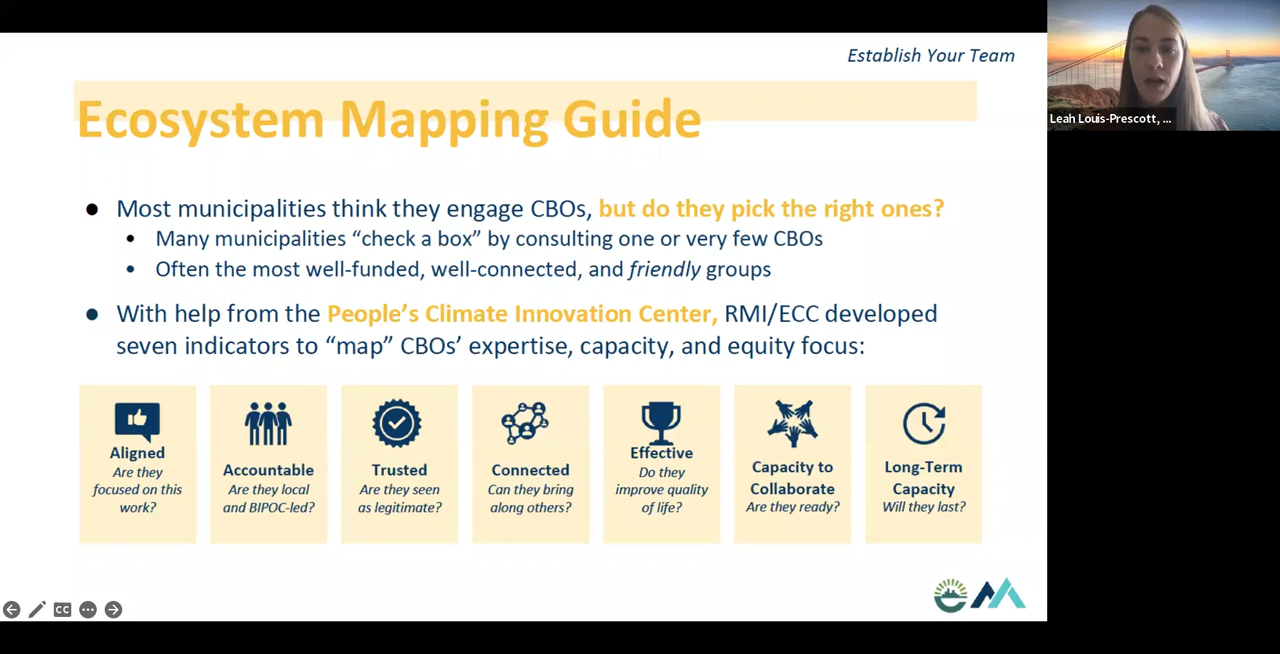 Establish Your Team
Ecosystem Mapping Guide
Most municipalities think they engage CBOs, but do they pick the right ones?
Many municipalities “check a box” by consulting one or very few CBOs
Often the most well-funded, well-connected, and friendly groups
With help from the People’s Climate Innovation Center, RMI/ECC developed
seven indicators to “map” CBOs’ expertise, capacity, and equity focus:
Aligned
Are they
focused on this
work?
Accountable
Are they local
and BIPOC-led?
Trusted
Are they seen
as legitimate?
Connected
Can they bring
along others?
Effective
Do they
improve quality
of life?
Capacity to
Collaborate
Are they ready?
Long-Term
Capacity
Will they last?
CC
Leah Louis-Prescott, ...